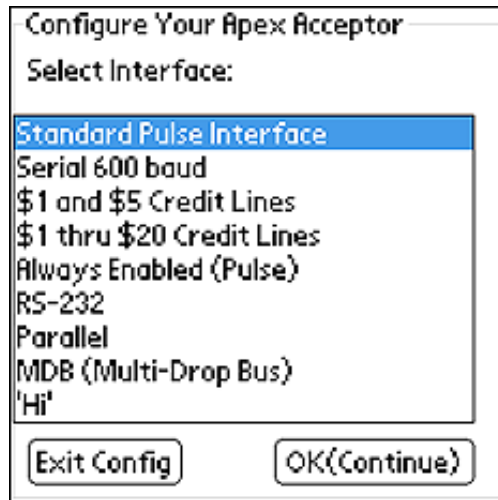 Configure Your Apex Acceptor
Select Interface:
Standard Pulse Interface
Serial 600 baud
$1 and $5 Credit Lines
$1 thru $20 Credit Lines
Always Enabled (Pulse)
RS-232
Parallel
MDB (Multi-Drop Bus)
'Hi'
Exit Config OK(Continue)